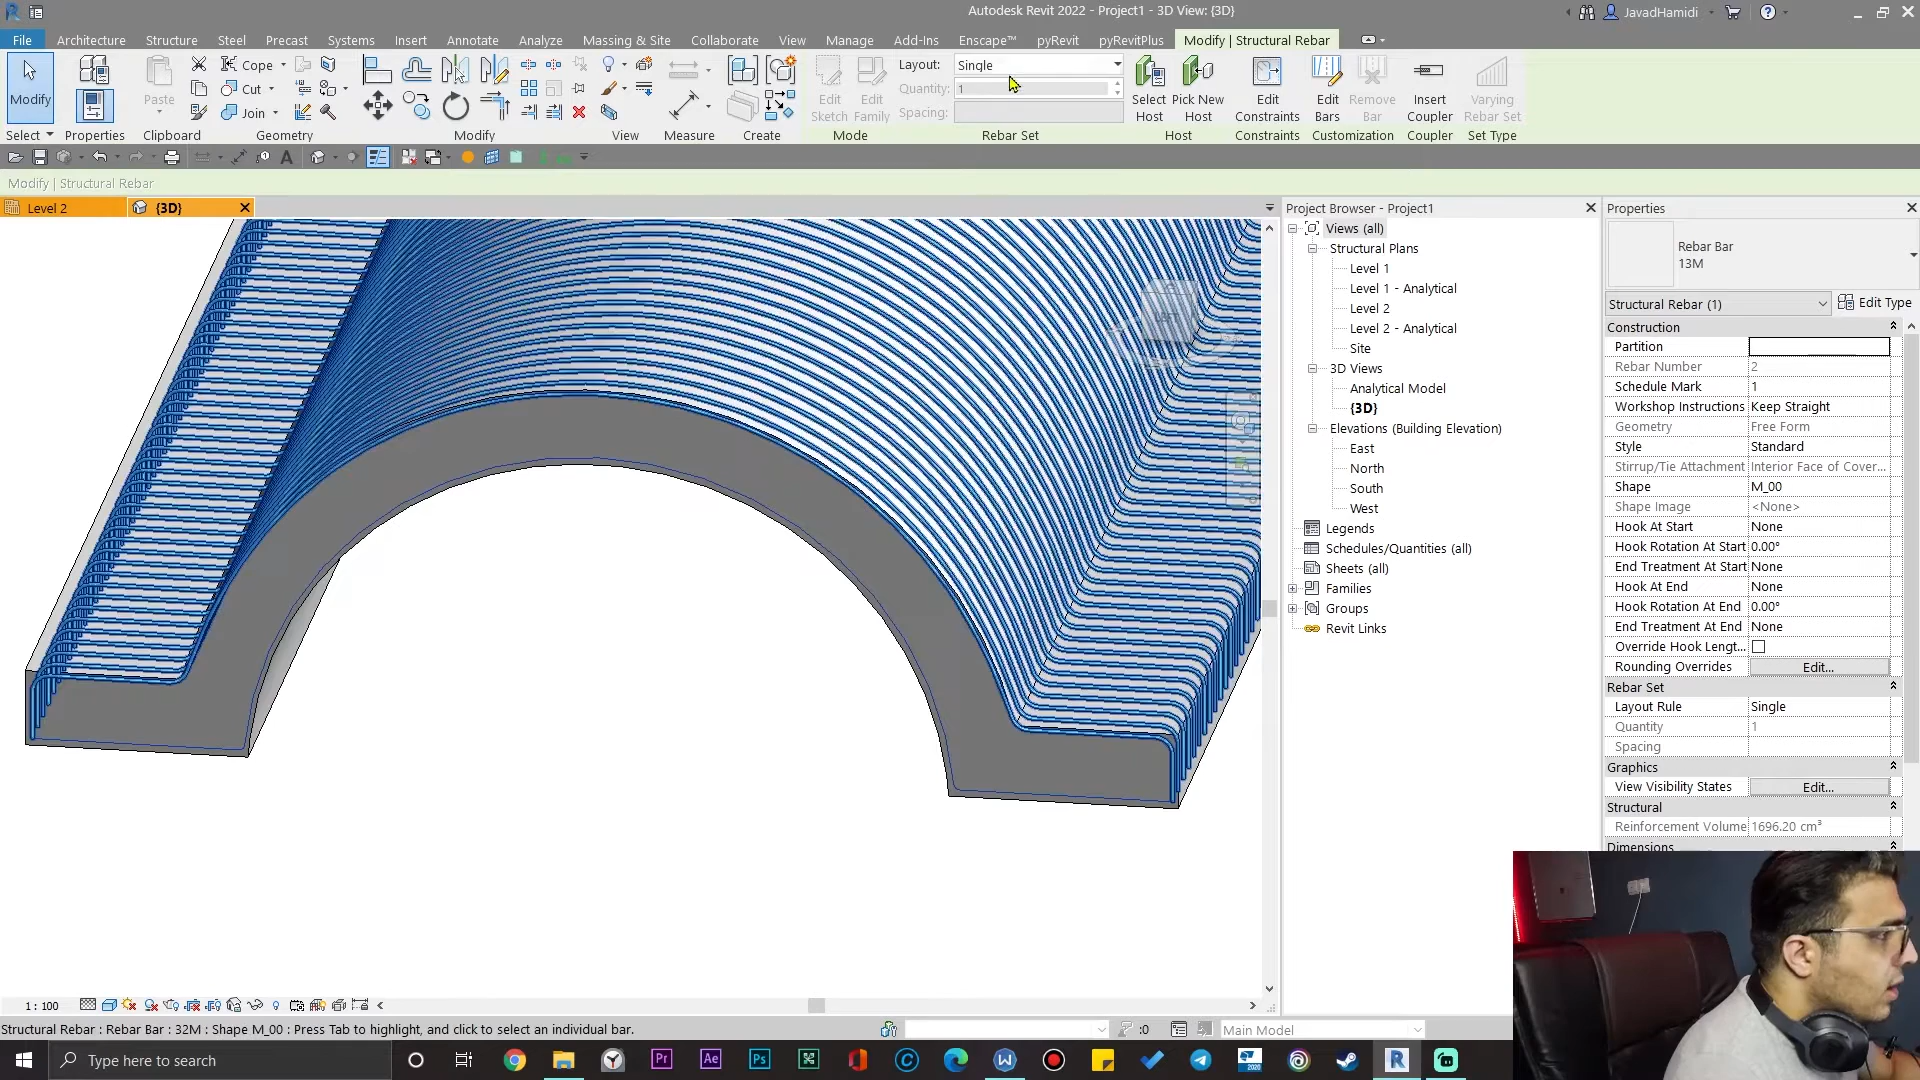 Autodesk Revit 2022 - Project1 - 3D View: {3D}
JavadHamidi
File Architecture Structure Steel Precast Systems Insert Annotate Analyze Massing & Site Collaborate View Manage Add-Ins Enscape™ pyRevit pyRevitPlus Modify | Structural Rebar
Modify
Paste
Cope
Cut
Join
Edit Sketch
Edit Family
Layout: Single
Quantity: 1
Spacing:
Select Host
Pick New Host
Edit Constraints
Edit Bars
Remove Bar
Insert Coupler
Varying Rebar Set
Select Properties Clipboard Geometry Modify View Measure Create Mode Rebar Set Host Constraints Customization Coupler Set Type
Modify | Structural Rebar
Level 2
{3D}
LEFT
Project Browser - Project1
Views (all)
Structural Plans
Level 1
Level 1 - Analytical
Level 2
Level 2 - Analytical
Site
3D Views
Analytical Model
{3D}
Elevations (Building Elevation)
East
North
South
West
Legends
Schedules/Quantities (all)
Sheets (all)
Families
Groups
Revit Links
Properties
Rebar Bar
13M
Structural Rebar (1)
Edit Type
Construction
Partition
Rebar Number 2
Schedule Mark 1
Workshop Instructions Keep Straight
Geometry Free Form
Style Standard
Stirrup/Tie Attachment Interior Face of Cover...
Shape M_00
Shape Image <None>
Hook At Start None
Hook Rotation At Start 0.00°
End Treatment At Start None
Hook At End None
Hook Rotation At End 0.00°
End Treatment At End None
Override Hook Lengt...
Rounding Overrides Edit...
Rebar Set
Layout Rule Single
Quantity 1
Spacing
Graphics
View Visibility States Edit...
Structural
Reinforcement Volume 1696.20 cm³
Dimensions
1 : 100
Structural Rebar : Rebar Bar : 32M : Shape M_00 : Press Tab to highlight, and click to select an individual bar.
:0
Main Model
Type here to search
Pr
Ae
Ps
2020
R